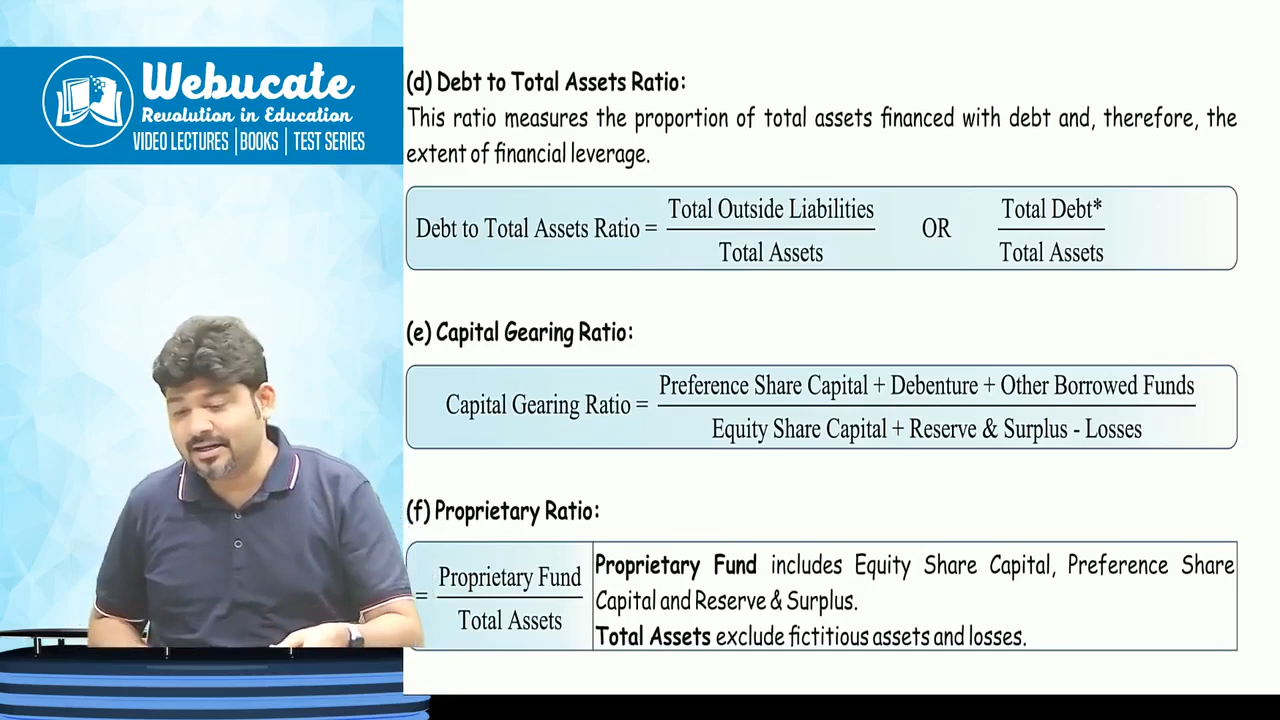 Webucate
Revolution in Education
VIDEO LECTURES | BOOKS | TEST SERIES
(d) Debt to Total Assets Ratio:
This ratio measures the proportion of total assets financed with debt and, therefore, the
extent of financial leverage.
Debt to Total Assets Ratio = Total Outside Liabilities / Total Assets OR Total Debt* / Total Assets
(e) Capital Gearing Ratio:
Capital Gearing Ratio = Preference Share Capital + Debenture + Other Borrowed Funds / Equity Share Capital + Reserve & Surplus - Losses
(f) Proprietary Ratio:
= Proprietary Fund / Total Assets
Proprietary Fund includes Equity Share Capital, Preference Share
Capital and Reserve & Surplus.
Total Assets exclude fictitious assets and losses.